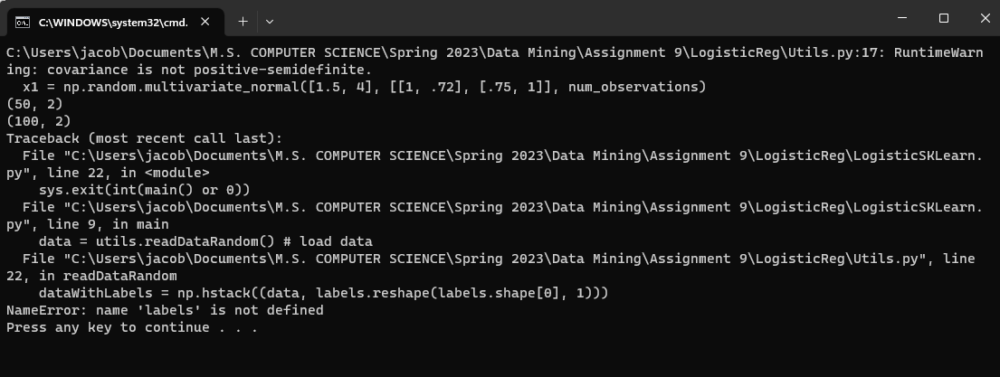 C:\WINDOWS\system32\cmd.
C:\Users\jacob\Documents\M.S. COMPUTER SCIENCE\Spring 2023\Data Mining\Assignment 9\LogisticReg\Utils.py:17: RuntimeWarn
ing: covariance is not positive-semidefinite.
  x1 = np.random.multivariate_normal([1.5, 4], [[1, .72], [.75, 1]], num_observations)
(50, 2)
(100, 2)
Traceback (most recent call last):
  File "C:\Users\jacob\Documents\M.S. COMPUTER SCIENCE\Spring 2023\Data Mining\Assignment 9\LogisticReg\LogisticSKLearn.
py", line 22, in <module>
    sys.exit(int(main() or 0))
  File "C:\Users\jacob\Documents\M.S. COMPUTER SCIENCE\Spring 2023\Data Mining\Assignment 9\LogisticReg\LogisticSKLearn.
py", line 9, in main
    data = utils.readDataRandom() # load data
  File "C:\Users\jacob\Documents\M.S. COMPUTER SCIENCE\Spring 2023\Data Mining\Assignment 9\LogisticReg\Utils.py", line
22, in readDataRandom
    dataWithLabels = np.hstack((data, labels.reshape(labels.shape[0], 1)))
NameError: name 'labels' is not defined
Press any key to continue . . .